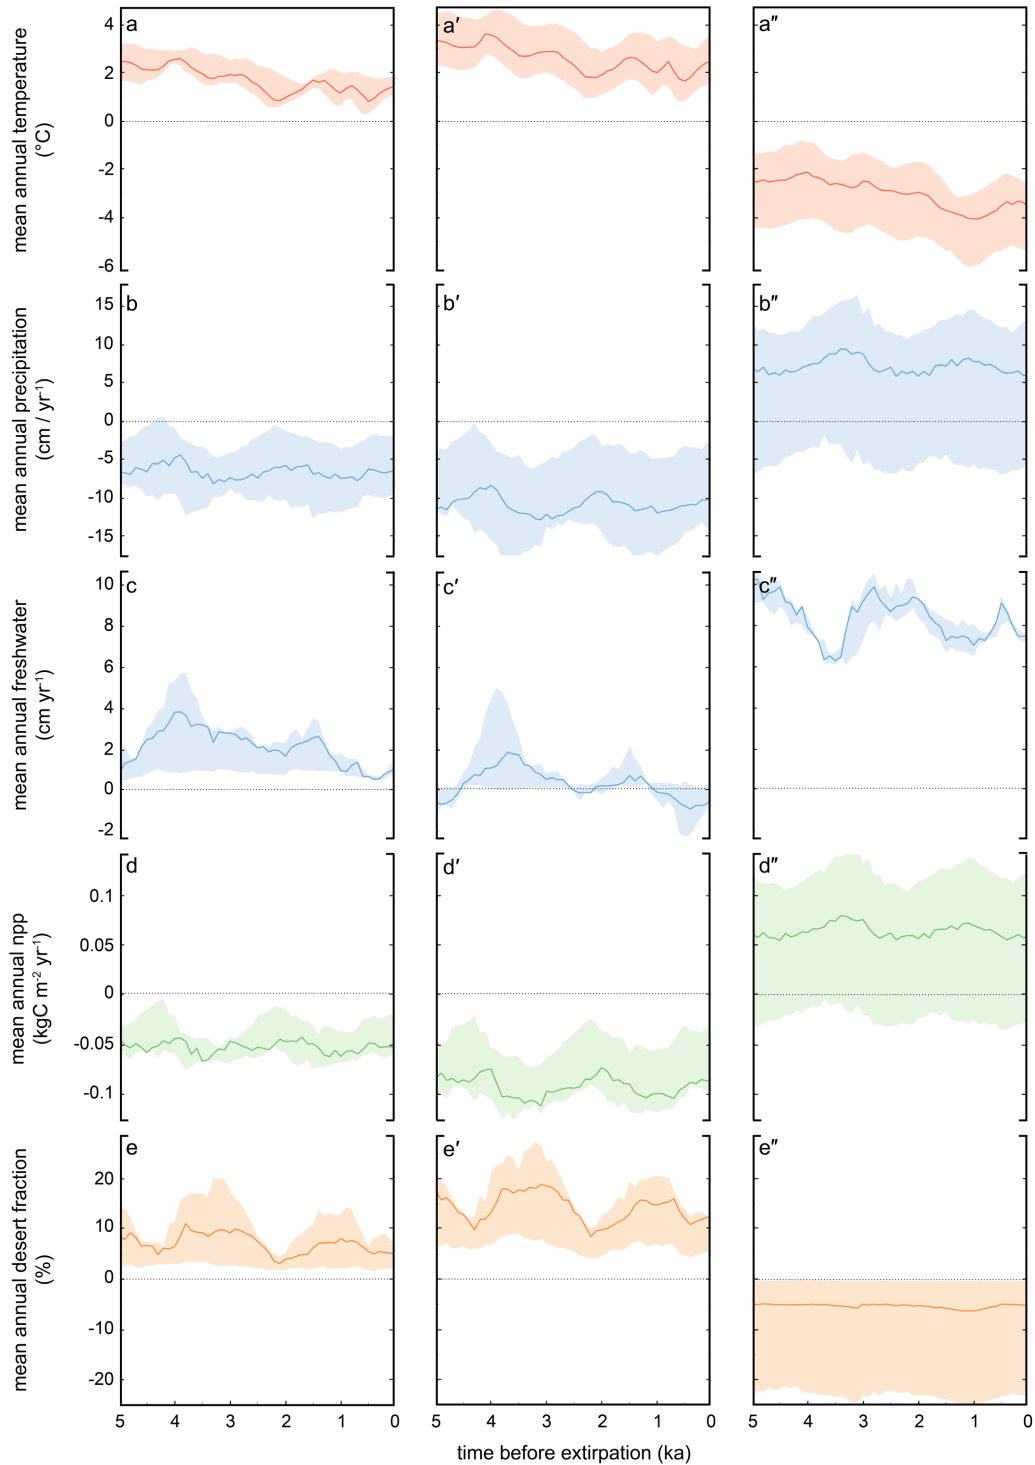 a
a′
a″
4
2
0
-2
-4
-6
mean annual temperature
(°C)
b
b′
b″
15
10
5
0
-5
-10
-15
mean annual precipitation
(cm / yr⁻¹)
c
c′
c″
10
8
6
4
2
0
-2
mean annual freshwater
(cm yr⁻¹)
d
d′
d″
0.1
0.05
0
-0.05
-0.1
mean annual npp
(kgC m⁻² yr⁻¹)
e
e′
e″
20
10
0
-10
-20
mean annual desert fraction
(%)
5 4 3 2 1 0 5 4 3 2 1 0 5 4 3 2 1 0
time before extirpation (ka)